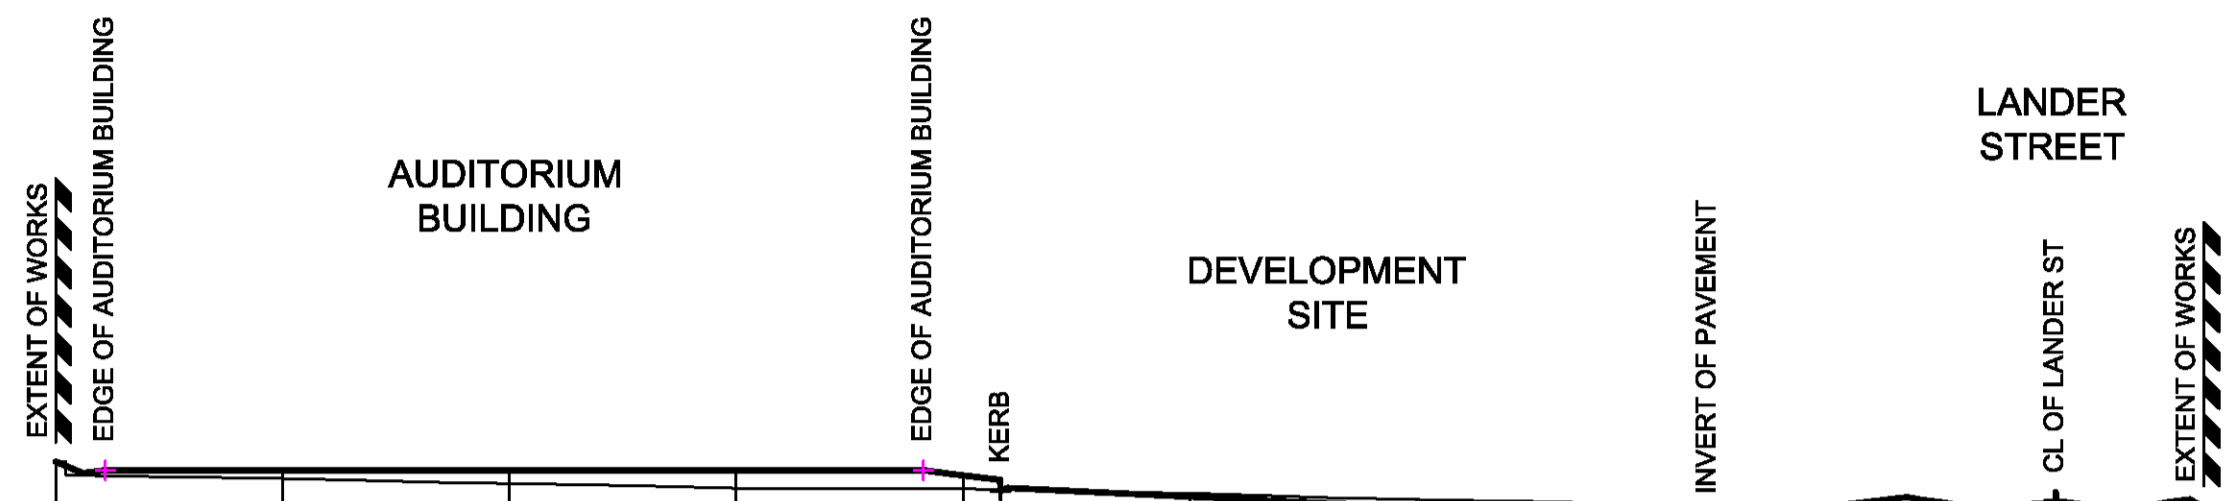 EXTENT OF WORKS
EDGE OF AUDITORIUM BUILDING
AUDITORIUM
BUILDING
EDGE OF AUDITORIUM BUILDING
KERB
DEVELOPMENT
SITE
INVERT OF PAVEMENT
LANDER
STREET
CL OF LANDER ST
EXTENT OF WORKS